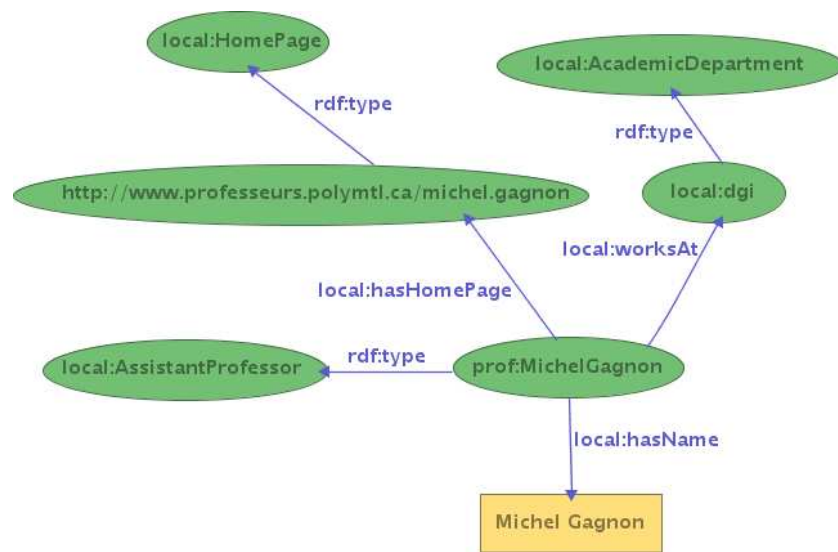 local:HomePage
local:AcademicDepartment
rdf:type
rdf:type
http://www.professeurs.polymtl.ca/michel.gagnon
local:dgi
local:worksAt
local:hasHomePage
local:AssistantProfessor
rdf:type
prof:MichelGagnon
local:hasName
Michel Gagnon